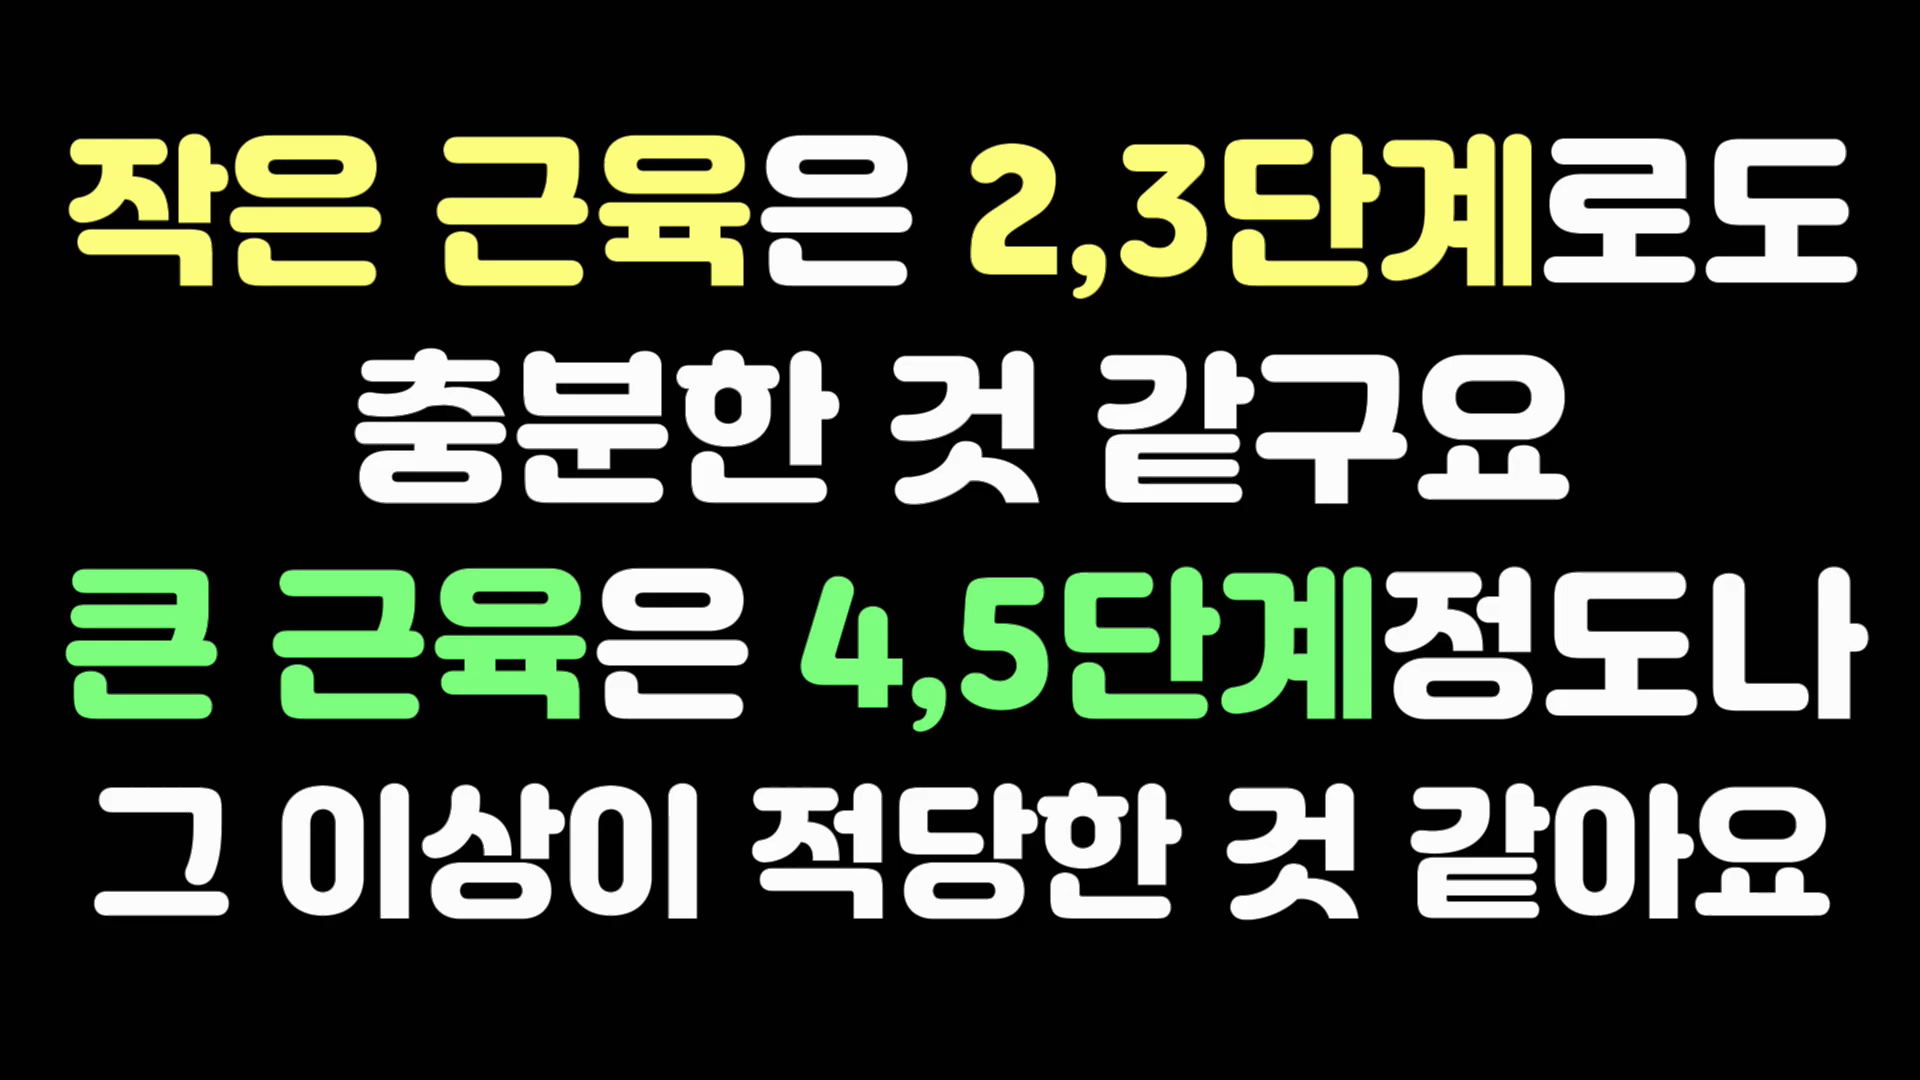 작은 근육은 2,3단계로도
충분한 것 같구요
큰 근육은 4,5단계정도나
그 이상이 적당한 것 같아요